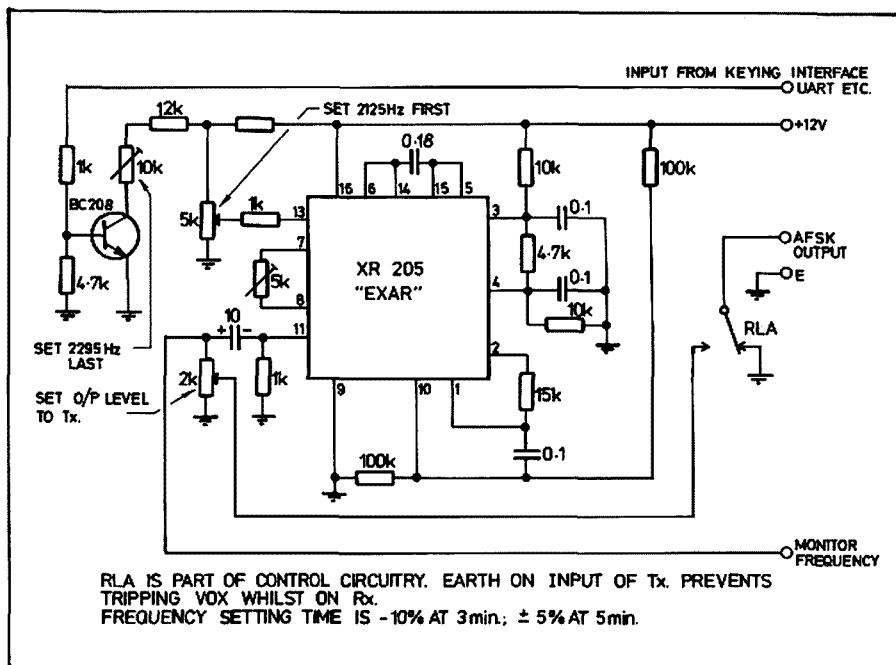 INPUT FROM KEYING INTERFACE
UART ETC.
SET 2125Hz FIRST
12k
+12V
0.18
1k
10k
10k
100k
16
6
14
15
5
BC208
5k
1k
13
3
0.1
7
4.7k
XR 205
"EXAR"
AFSK
OUTPUT
4.7k
5k
8
4
0.1
E
10
+
-
11
10k
RLA
SET 2295Hz
LAST
2k
1k
2
SET O/P LEVEL
TO Tx.
9
10
1
15k
100k
0.1
MONITOR
FREQUENCY
RLA IS PART OF CONTROL CIRCUITRY. EARTH ON INPUT OF Tx. PREVENTS
TRIPPING VOX WHILST ON Rx.
FREQUENCY SETTING TIME IS -10% AT 3min.; ± 5% AT 5min.